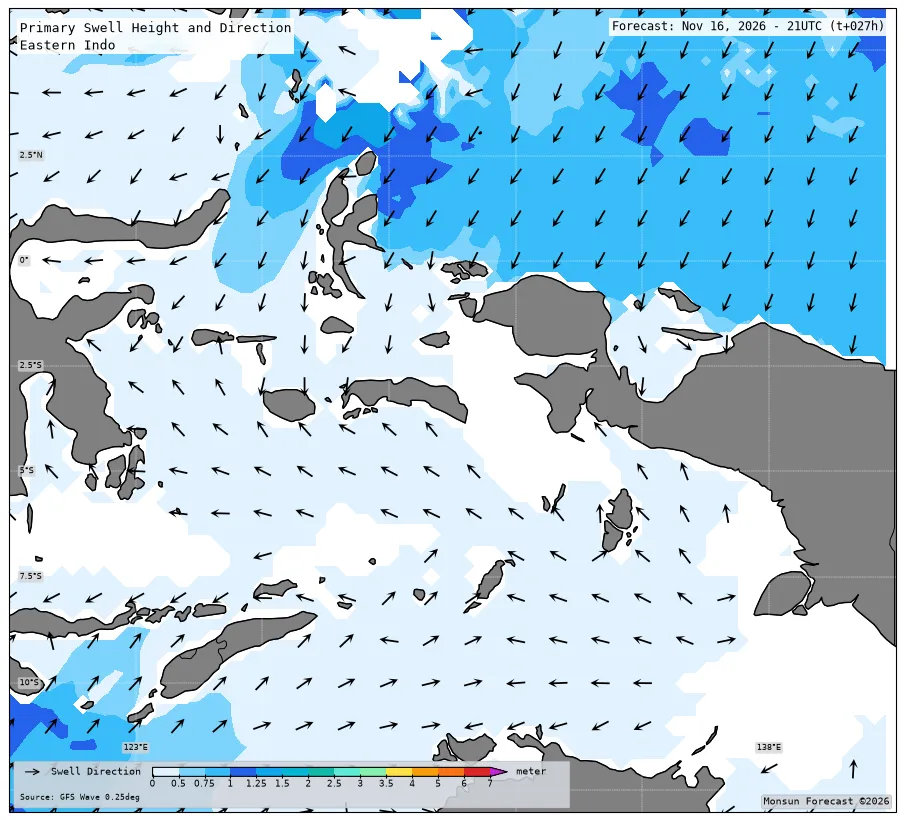 Primary Swell Height and Direction
Eastern Indo
Forecast: Nov 16, 2026 - 21UTC (t+027h)
2.5°N
0°
2.5°S
5°S
7.5°S
10°S
123°E
138°E
Swell Direction
0 0.5 0.75 1 1.25 1.5 2 2.5 3 3.5 4 5 6 7
meter
Source: GFS Wave 0.25deg
Monsun Forecast ©2026